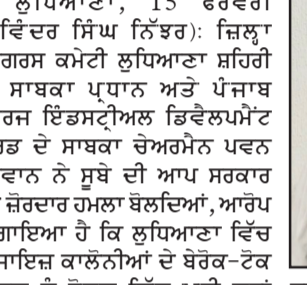 ਲੁਧਿਆਣਾ, 15 ਫਰਵਰੀ
ਵਿੰਦਰ ਸਿੰਘ ਨਿੱਝਰ): ਜ਼ਿਲ੍ਹਾ
ਗਰਸ ਕਮੇਟੀ ਲੁਧਿਆਣਾ ਸ਼ਹਿਰੀ
ਸਾਬਕਾ ਪ੍ਰਧਾਨ ਅਤੇ ਪੰਜਾਬ
ਰਜ ਇੰਡਸਟ੍ਰੀਅਲ ਡਿਵੈਲਪਮੈਂਟ
ਰਡ ਦੇ ਸਾਬਕਾ ਚੇਅਰਮੈਨ ਪਵਨ
ਵਾਨ ਨੇ ਸੂਬੇ ਦੀ ਆਪ ਸਰਕਾਰ
ਜ਼ੋਰਦਾਰ ਹਮਲਾ ਬੋਲਦਿਆਂ, ਆਰੋਪ
ਗਾਇਆ ਹੈ ਕਿ ਲੁਧਿਆਣਾ ਵਿੱਚ
ਜਾਇਜ਼ ਕਾਲੋਨੀਆਂ ਦੇ ਬੇਰੋਕ-ਟੋਕ